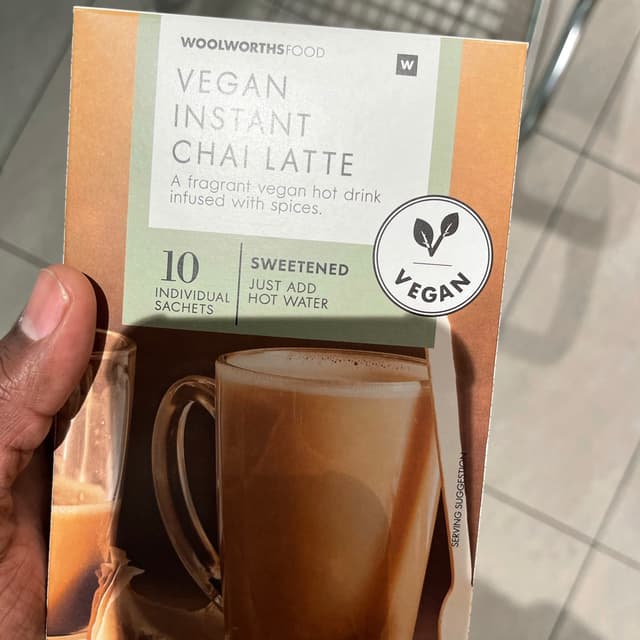 WOOLWORTHSFOOD
W
VEGAN
INSTANT
CHAI LATTE
A fragrant vegan hot drink
infused with spices.
VEGAN
10
INDIVIDUAL
SACHETS
SWEETENED
JUST ADD
HOT WATER
SERVING SUGGESTION